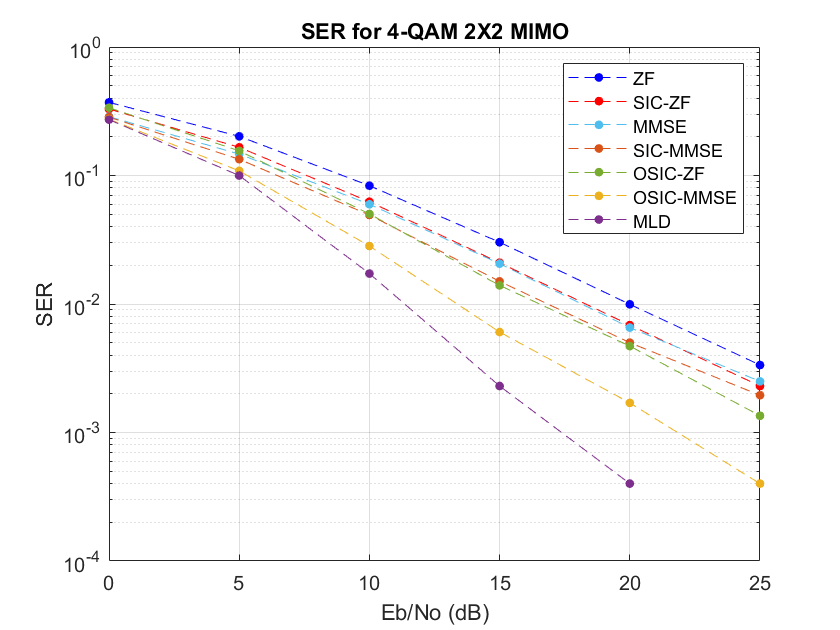 SER for 4-QAM 2X2 MIMO
10^0
10^-1
10^-2
10^-3
10^-4
SER
ZF
SIC-ZF
MMSE
SIC-MMSE
OSIC-ZF
OSIC-MMSE
MLD
0 5 10 15 20 25
Eb/No (dB)